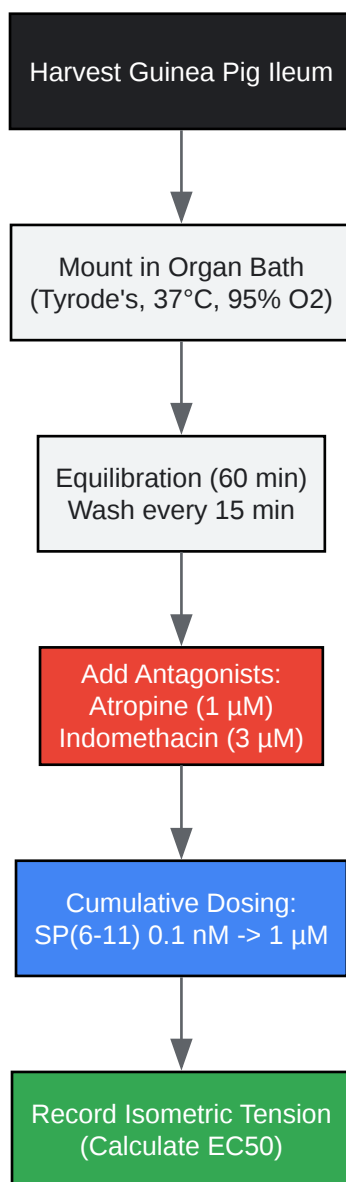 Harvest Guinea Pig Ileum
Mount in Organ Bath
(Tyrode's, 37°C, 95% O2)
Equilibration (60 min)
Wash every 15 min
Add Antagonists:
Atropine (1 µM)
Indomethacin (3 µM)
Cumulative Dosing:
SP(6-11) 0.1 nM -> 1 µM
Record Isometric Tension
(Calculate EC50)